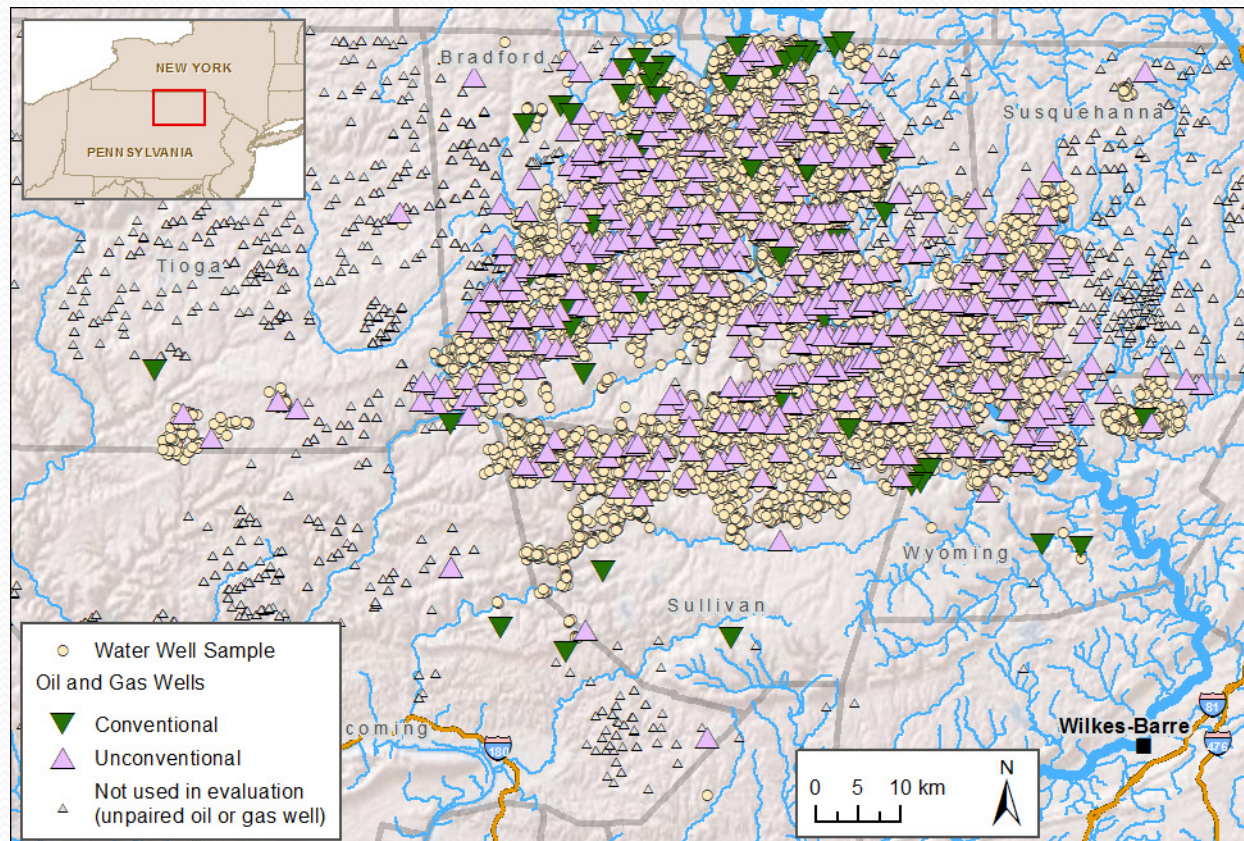 NEW YORK
PENNSYLVANIA
Bradford
Susquehanna
Tioga
Wyoming
Sullivan
coming
Wilkes-Barre
81
476
180
Water Well Sample
Oil and Gas Wells
Conventional
Unconventional
Not used in evaluation
(unpaired oil or gas well)
0 5 10 km
N